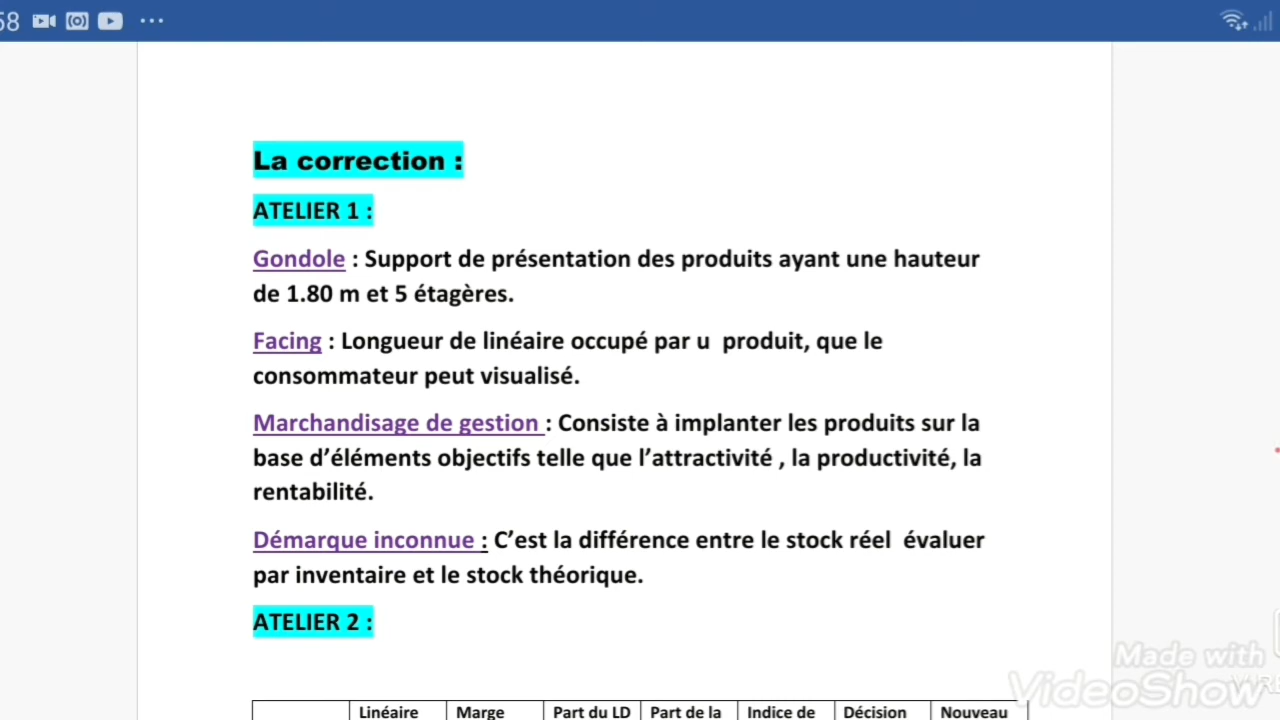 58
La correction :
ATELIER 1 :
Gondole : Support de présentation des produits ayant une hauteur
de 1.80 m et 5 étagères.
Facing : Longueur de linéaire occupé par u produit, que le
consommateur peut visualisé.
Marchandisage de gestion : Consiste à implanter les produits sur la
base d’éléments objectifs telle que l’attractivité , la productivité, la
rentabilité.
Démarque inconnue : C’est la différence entre le stock réel évaluer
par inventaire et le stock théorique.
ATELIER 2 :
Made with
VideoShow
Linéaire Marge Part du LD Part de la Indice de Décision Nouveau